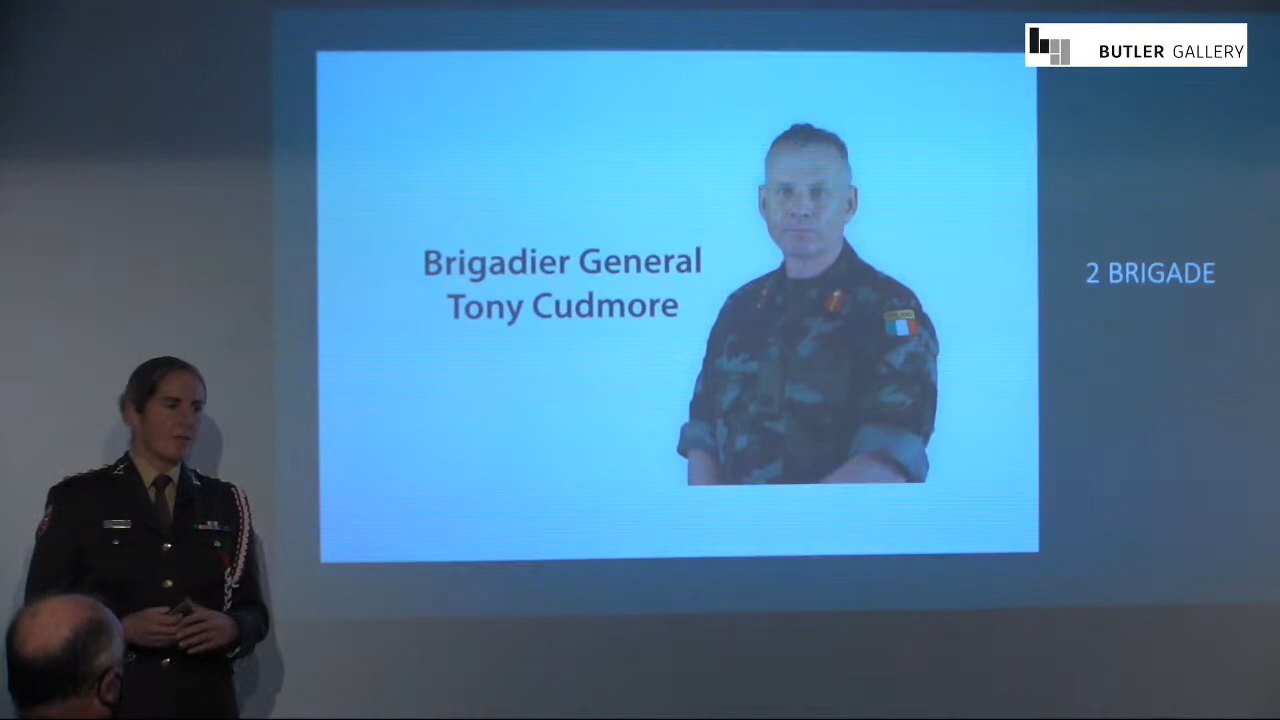 BUTLER GALLERY
Brigadier General
Tony Cudmore
2 BRIGADE